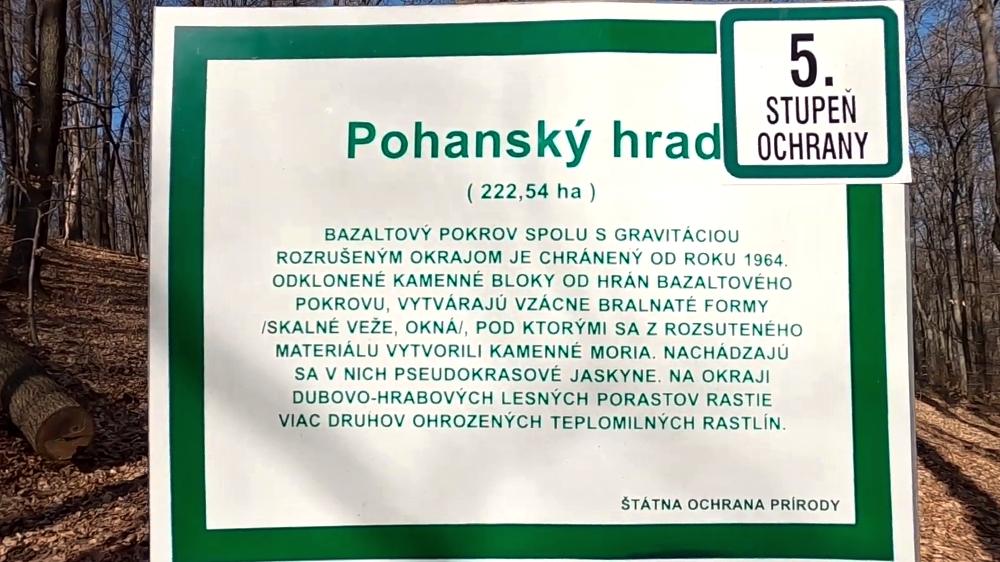 5.
STUPEŇ
OCHRANY
Pohanský hrad
( 222,54 ha )
BAZALTOVÝ POKROV SPOLU S GRAVITÁCIOU
ROZRUŠENÝM OKRAJOM JE CHRÁNENÝ OD ROKU 1964.
ODKLONENÉ KAMENNÉ BLOKY OD HRÁN BAZALTOVÉHO
POKROVU, VYTVÁRAJÚ VZÁCNE BRALNATÉ FORMY
/SKALNÉ VEŽE, OKNÁ/, POD KTORÝMI SA Z ROZSUTENÉHO
MATERIÁLU VYTVORILI KAMENNÉ MORIA. NACHÁDZAJÚ
SA V NICH PSEUDOKRASOVÉ JASKYNE. NA OKRAJI
DUBOVO-HRABOVÝCH LESNÝCH PORASTOV RASTIE
VIAC DRUHOV OHROZENÝCH TEPLOMILNÝCH RASTLÍN.
ŠTÁTNA OCHRANA PRÍRODY